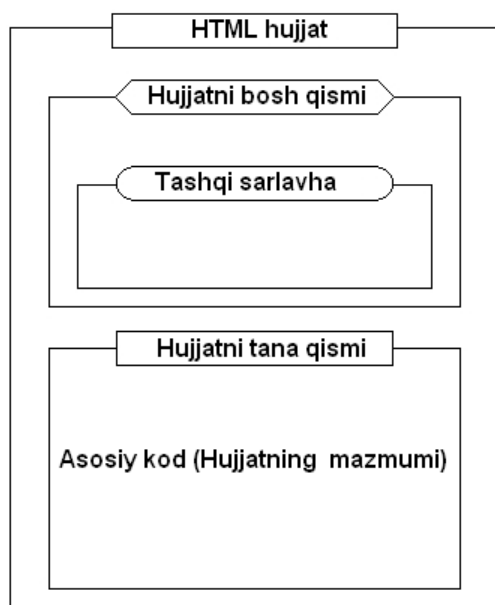 HTML hujjat
Hujjatni bosh qismi
Tashqi sarlavha
Hujjatni tana qismi
Asosiy kod (Hujjatning mazmumi)